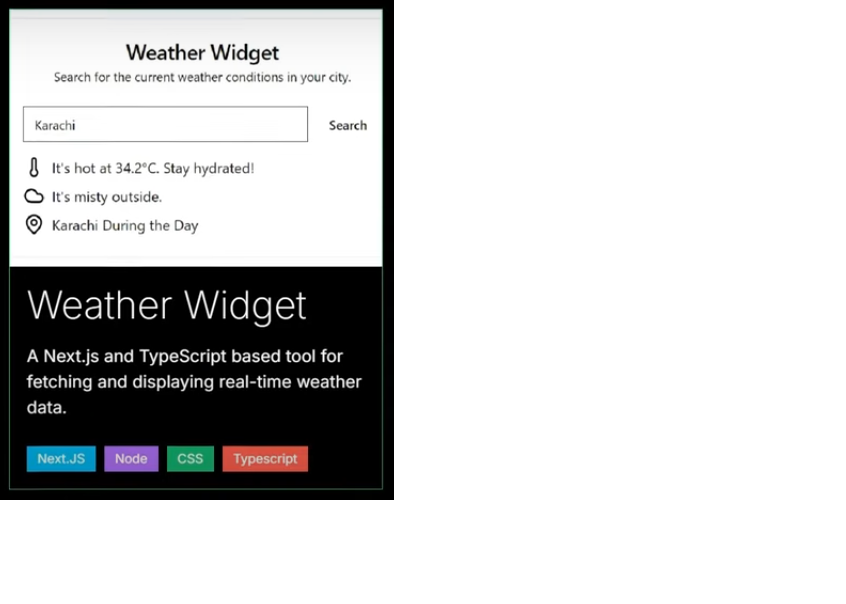 Weather Widget
Search for the current weather conditions in your city.
Karachi
Search
It's hot at 34.2°C. Stay hydrated!
It's misty outside.
Karachi During the Day
Weather Widget
A Next.js and TypeScript based tool for
fetching and displaying real-time weather
data.
Next.JS Node CSS Typescript